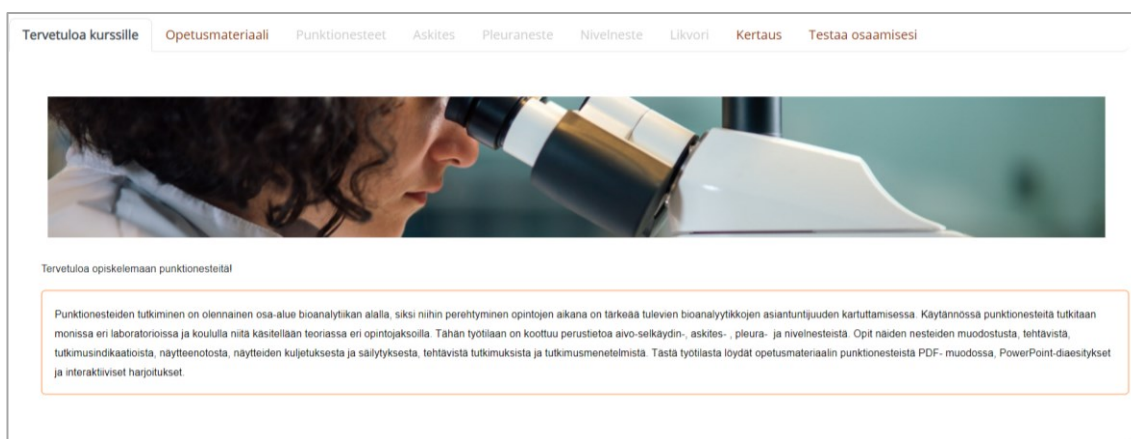 Tervetuloa kurssille Opetusmateriaali Punktionesteet Askites Pleuraneste Nivelneste Likvori Kertaus Testaa osaamisesi
Tervetuloa opiskelemaan punktionesteitä!
Punktionesteiden tutkiminen on olennainen osa-alue bioanalytiikan alalla, siksi niihin perehtyminen opintojen aikana on tärkeää tulevien bioanalyytikkojen asiantuntijuuden kartuttamisessa. Käytännössä punktionesteitä tutkitaan
monissa eri laboratorioissa ja koululla niitä käsitellään teoriassa eri opintojaksoilla. Tähän työtilaan on koottuu perustietoa aivo-selkäydin-, askites- , pleura- ja nivelnesteistä. Opit näiden nesteiden muodostusta, tehtävistä,
tutkimusindikaatioista, näytteenotosta, näytteiden kuljetuksesta ja säilytyksesta, tehtävistä tutkimuksista ja tutkimusmenetelmistä. Tästä työtilasta löydät opetusmateriaalin punktionesteistä PDF- muodossa, PowerPoint-diaesitykset
ja interaktiiviset harjoitukset.